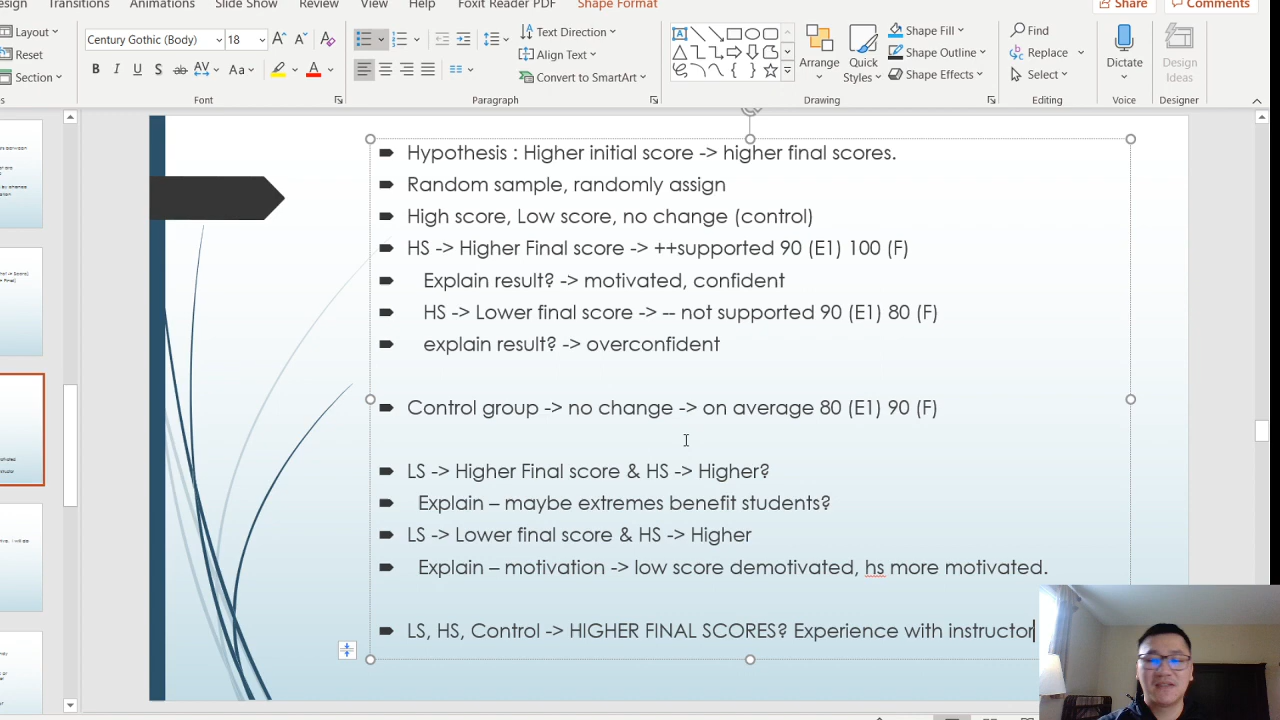 esign Transitions Animations Slide Show Review View Help Foxit Reader PDF Shape Format Share Comments
Layout Century Gothic (Body) 18 A A A Text Direction Shape Fill Find
Reset Align Text Arrange Quick Styles Shape Outline Replace Dictate Design Ideas
Section B I U S ab AV Aa A Convert to SmartArt Shape Effects Select
Font Paragraph Drawing Editing Voice Designer
Hypothesis : Higher initial score -> higher final scores.
Random sample, randomly assign
High score, Low score, no change (control)
HS -> Higher Final score -> ++supported 90 (E1) 100 (F)
Explain result? -> motivated, confident
HS -> Lower final score -> -- not supported 90 (E1) 80 (F)
explain result? -> overconfident
Control group -> no change -> on average 80 (E1) 90 (F)
LS -> Higher Final score & HS -> Higher?
Explain – maybe extremes benefit students?
LS -> Lower final score & HS -> Higher
Explain – motivation -> low score demotivated, hs more motivated.
LS, HS, Control -> HIGHER FINAL SCORES? Experience with instructor